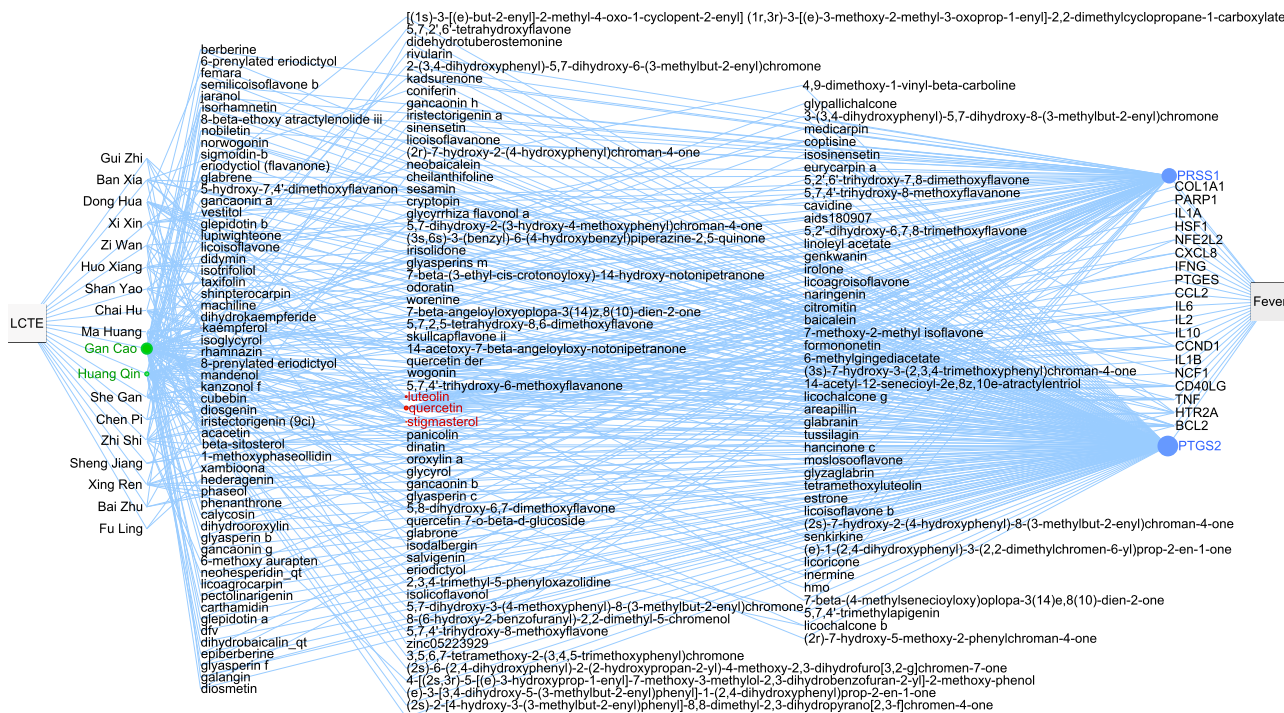 LCTE
Gui Zhi
Ban Xia
Dong Hua
Xi Xin
Zi Wan
Huo Xiang
Shan Yao
Chai Hu
Ma Huang
Gan Cao
Huang Qin
She Gan
Chen Pi
Zhi Shi
Sheng Jiang
Xing Ren
Bai Zhu
Fu Ling
berberine
6-prenylated eriodictyol
femara
semilicoisoflavone b
jaranol
isorhamnetin
8-beta-ethoxy atractylenolide iii
nobiletin
norwogonin
sigmoidin-b
eriodyctiol (flavanone)
glabrene
5-hydroxy-7,4'-dimethoxyflavanon
gancaonin a
vestitol
glepidotin b
lupiwighteone
licoisoflavone
didymin
isotrifoliol
taxifolin
shinpterocarpin
machiline
dihydrokaempferide
kaempferol
isoglycyrol
rhamnazin
8-prenylated eriodictyol
mandenol
kanzonol f
cubebin
diosgenin
iristectorigenin (9ci)
acacetin
beta-sitosterol
1-methoxyphaseollidin
xambioona
hederagenin
phaseol
phenanthrone
calycosin
dihydrooroxylin
glyasperin b
gancaonin g
6-methoxy aurapten
neohesperidin_qt
licoagrocarpin
pectolinarigenin
carthamidin
glepidotin a
dfv
dihydrobaicalin_qt
epiberberine
glyasperin f
galangin
diosmetin
[(1s)-3-[(e)-but-2-enyl]-2-methyl-4-oxo-1-cyclopent-2-enyl] (1r,3r)-3-[(e)-3-methoxy-2-methyl-3-oxoprop-1-enyl]-2,2-dimethylcyclopropane-1-carboxylate
5,7,2',6'-tetrahydroxyflavone
didehydrotuberostemonine
rivularin
2-(3,4-dihydroxyphenyl)-5,7-dihydroxy-6-(3-methylbut-2-enyl)chromone
kadsurenone
coniferin
gancaonin h
iristectorigenin a
sinensetin
licoisoflavanone
(2r)-7-hydroxy-2-(4-hydroxyphenyl)chroman-4-one
neobaicalein
cheilanthifoline
sesamin
cryptopin
glycyrrhiza flavonol a
5,7-dihydroxy-2-(3-hydroxy-4-methoxyphenyl)chroman-4-one
(3s,6s)-3-(benzyl)-6-(4-hydroxybenzyl)piperazine-2,5-quinone
irisolidone
glyasperins m
7-beta-(3-ethyl-cis-crotonoyloxy)-14-hydroxy-notonipetranone
odoratin
worenine
7-beta-angeloyloxyoplopa-3(14)z,8(10)-dien-2-one
5,7,2,5-tetrahydroxy-8,6-dimethoxyflavone
skullcapflavone ii
14-acetoxy-7-beta-angeloyloxy-notonipetranone
quercetin der
wogonin
5,7,4'-trihydroxy-6-methoxyflavanone
luteolin
quercetin
stigmasterol
panicolin
dinatin
oroxylin a
glycyrol
gancaonin b
glyasperin c
5,8-dihydroxy-6,7-dimethoxyflavone
quercetin 7-o-beta-d-glucoside
glabrone
isodalbergin
salvigenin
eriodictyol
2,3,4-trimethyl-5-phenyloxazolidine
isolicoflavonol
5,7-dihydroxy-3-(4-methoxyphenyl)-8-(3-methylbut-2-enyl)chromone
8-(6-hydroxy-2-benzofuranyl)-2,2-dimethyl-5-chromenol
5,7,4'-trihydroxy-8-methoxyflavone
zinc05223929
3,5,6,7-tetramethoxy-2-(3,4,5-trimethoxyphenyl)chromone
(2s)-6-(2,4-dihydroxyphenyl)-2-(2-hydroxypropan-2-yl)-4-methoxy-2,3-dihydrofuro[3,2-g]chromen-7-one
4-[(2s,3r)-5-[(e)-3-hydroxyprop-1-enyl]-7-methoxy-3-methylol-2,3-dihydrobenzofuran-2-yl]-2-methoxy-phenol
(e)-3-[3,4-dihydroxy-5-(3-methylbut-2-enyl)phenyl]-1-(2,4-dihydroxyphenyl)prop-2-en-1-one
(2s)-2-[4-hydroxy-3-(3-methylbut-2-enyl)phenyl]-8,8-dimethyl-2,3-dihydropyrano[2,3-f]chromen-4-one
4,9-dimethoxy-1-vinyl-beta-carboline
glypallichalcone
3-(3,4-dihydroxyphenyl)-5,7-dihydroxy-8-(3-methylbut-2-enyl)chromone
medicarpin
coptisine
isosinensetin
eurycarpin a
5,2',6'-trihydroxy-7,8-dimethoxyflavone
5,7,4'-trihydroxy-8-methoxyflavanone
cavidine
aids180907
5,2'-dihydroxy-6,7,8-trimethoxyflavone
linoleyl acetate
genkwanin
irolone
licoagroisoflavone
naringenin
citromitin
baicalein
7-methoxy-2-methyl isoflavone
formononetin
6-methylgingediacetate
(3s)-7-hydroxy-3-(2,3,4-trimethoxyphenyl)chroman-4-one
14-acetyl-12-senecioyl-2e,8z,10e-atractylentriol
licochalcone g
areapillin
glabranin
tussilagin
hancinone c
moslosooflavone
glyzaglabrin
tetramethoxyluteolin
estrone
licoisoflavone b
(2s)-7-hydroxy-2-(4-hydroxyphenyl)-8-(3-methylbut-2-enyl)chroman-4-one
senkirkine
(e)-1-(2,4-dihydroxyphenyl)-3-(2,2-dimethylchromen-6-yl)prop-2-en-1-one
licoricone
inermine
hmo
7-beta-(4-methylsenecioyloxy)oplopa-3(14)e,8(10)-dien-2-one
5,7,4'-trimethylapigenin
licochalcone b
(2r)-7-hydroxy-5-methoxy-2-phenylchroman-4-one
PRSS1
COL1A1
PARP1
IL1A
HSF1
NFE2L2
CXCL8
IFNG
PTGES
CCL2
IL6
IL2
IL10
CCND1
IL1B
NCF1
CD40LG
TNF
HTR2A
BCL2
PTGS2
Fever